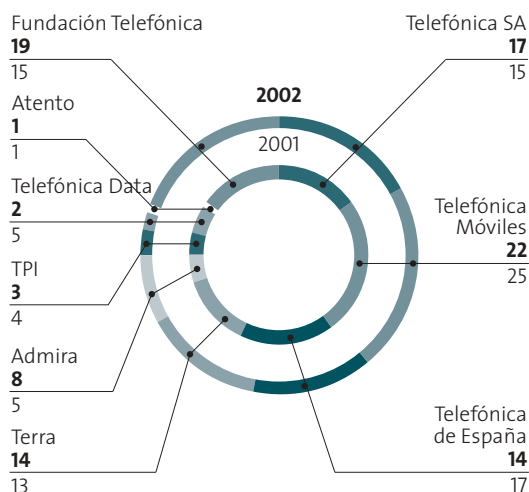 Fundación Telefónica
19
15
Atento
1
1
Telefónica Data
2
5
TPI
3
4
Admira
8
5
Terra
14
13
2002
2001
Telefónica SA
17
15
Telefónica
Móviles
22
25
Telefónica
de España
14
17